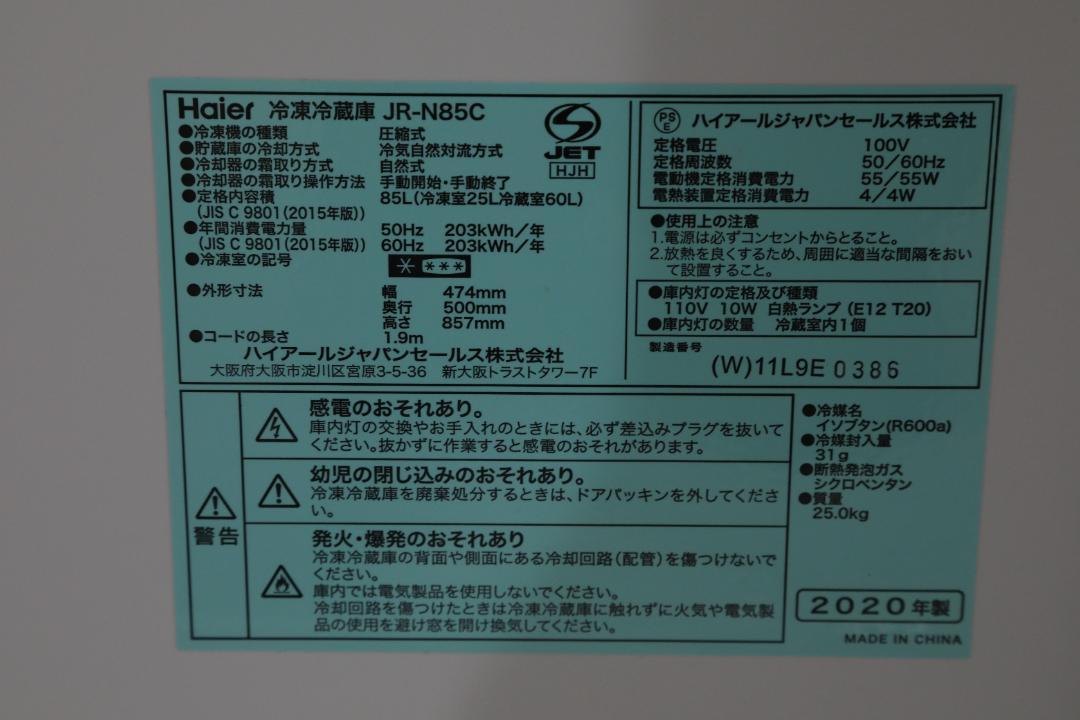 Haier 冷凍冷蔵庫 JR-N85C
●冷凍機の種類 圧縮式
●貯蔵庫の冷却方式 冷気自然対流方式
●冷却器の霜取り方式 自然式
●冷却器の霜取り操作方法 手動開始・手動終了
●定格内容積 85L(冷凍室25L冷蔵室60L)
(JIS C 9801(2015年版))
●年間消費電力量 50Hz 203kWh/年
(JIS C 9801(2015年版)) 60Hz 203kWh/年
●冷凍室の記号
●外形寸法 幅 474mm
奥行 500mm
高さ 857mm
●コードの長さ 1.9m
ハイアールジャパンセールス株式会社
大阪府大阪市淀川区宮原3-5-36 新大阪トラストタワー7F
JET
HJH
PS
E
ハイアールジャパンセールス株式会社
定格電圧 100V
定格周波数 50/60Hz
電動機定格消費電力 55/55W
電熱装置定格消費電力 4/4W
●使用上の注意
1.電源は必ずコンセントからとること。
2.放熱を良くするため、周囲に適当な間隔をおい
て設置すること。
●庫内灯の定格及び種類
110V 10W 白熱ランプ (E12 T20)
●庫内灯の数量 冷蔵室内1個
製造番号
(W)11L9E 0386
警告
感電のおそれあり。
庫内灯の交換やお手入れのときには、必ず差込みプラグを抜いて
ください。抜かずに作業すると感電のおそれがあります。
幼児の閉じ込みのおそれあり。
冷凍冷蔵庫を廃棄処分するときは、ドアパッキンを外してくださ
い。
発火・爆発のおそれあり
冷凍冷蔵庫の背面や側面にある冷却回路(配管)を傷つけないで
ください。
庫内では電気製品を使用しないでください。
冷却回路を傷つけたときは冷凍冷蔵庫に触れずに火気や電気製
品の使用を避け窓を開け換気してください。
●冷媒名
イソブタン(R600a)
●冷媒封入量
31g
●断熱発泡ガス
シクロペンタン
●質量
25.0kg
2020年製
MADE IN CHINA